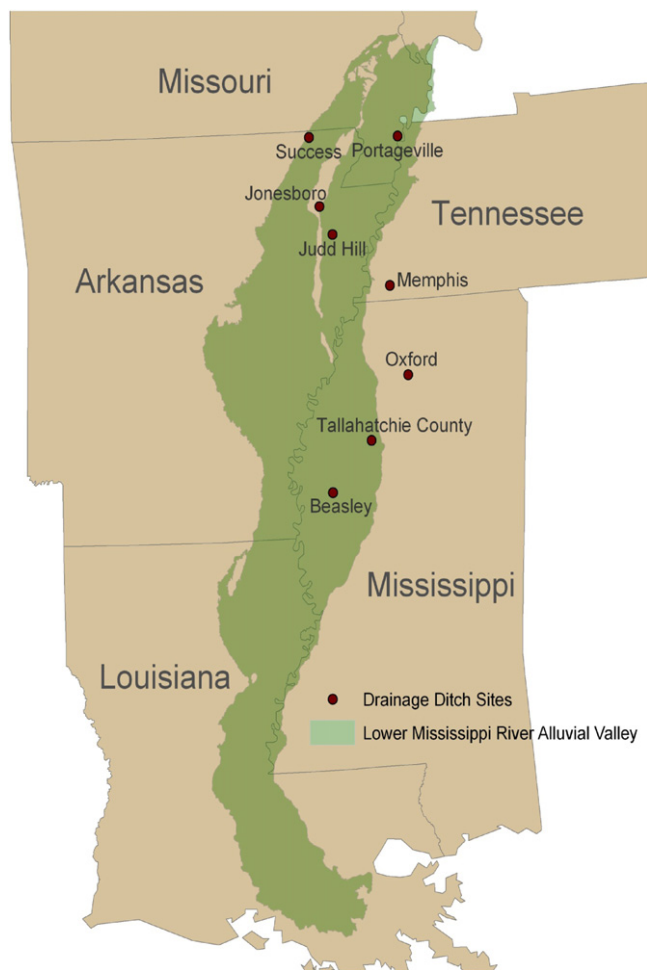 Missouri
Success
Portageville
Jonesboro
Tennessee
Judd Hill
Arkansas
Memphis
Oxford
Tallahatchie County
Beasley
Mississippi
Louisiana
Drainage Ditch Sites
Lower Mississippi River Alluvial Valley